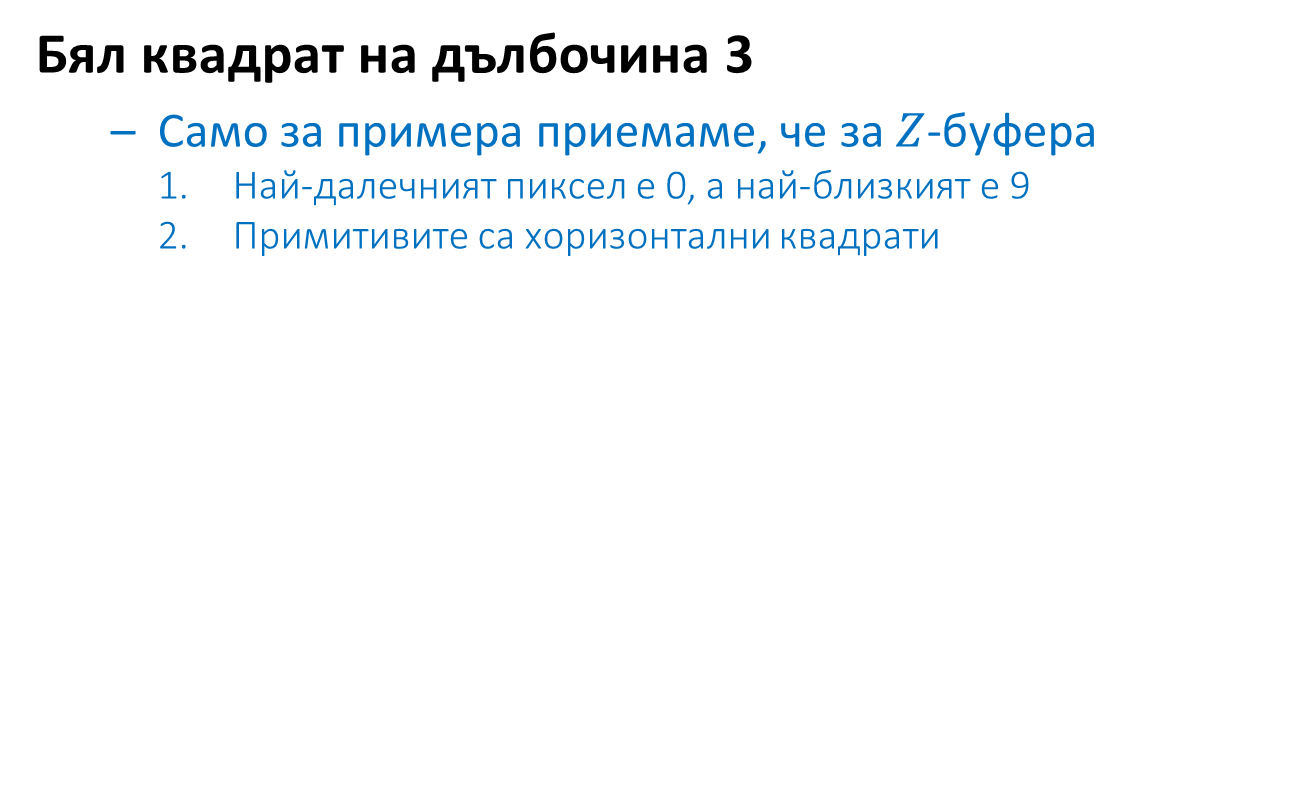 Бял квадрат на дълбочина 3
– Само за примера приемаме, че за Z-буфера
1. Най-далечният пиксел е 0, а най-близкият е 9
2. Примитивите са хоризонтални квадрати